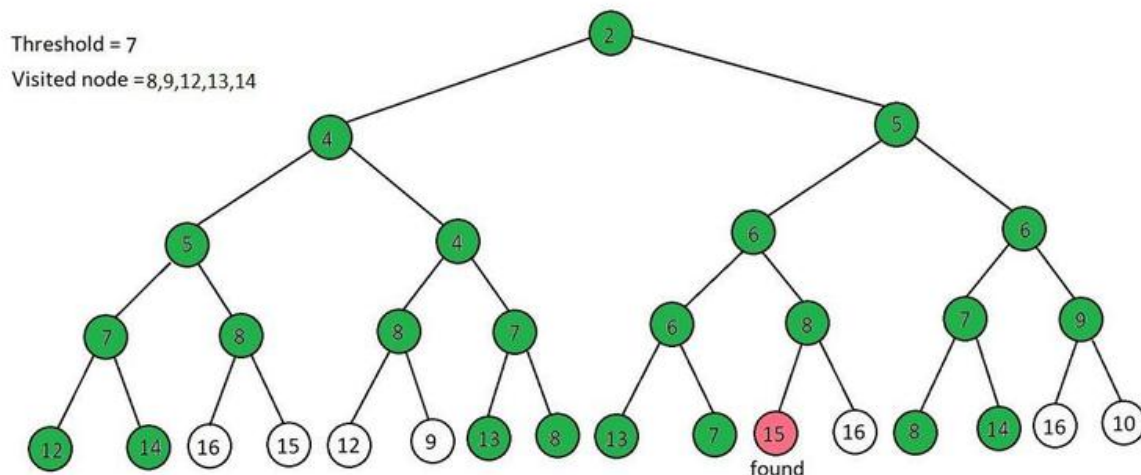 Threshold = 7
Visited node =8,9,12,13,14
2
4 5
5 4 6 6
7 8 8 7 6 8 7 9
12 14 16 15 12 9 13 8 13 7 15 16 8 14 16 10
found